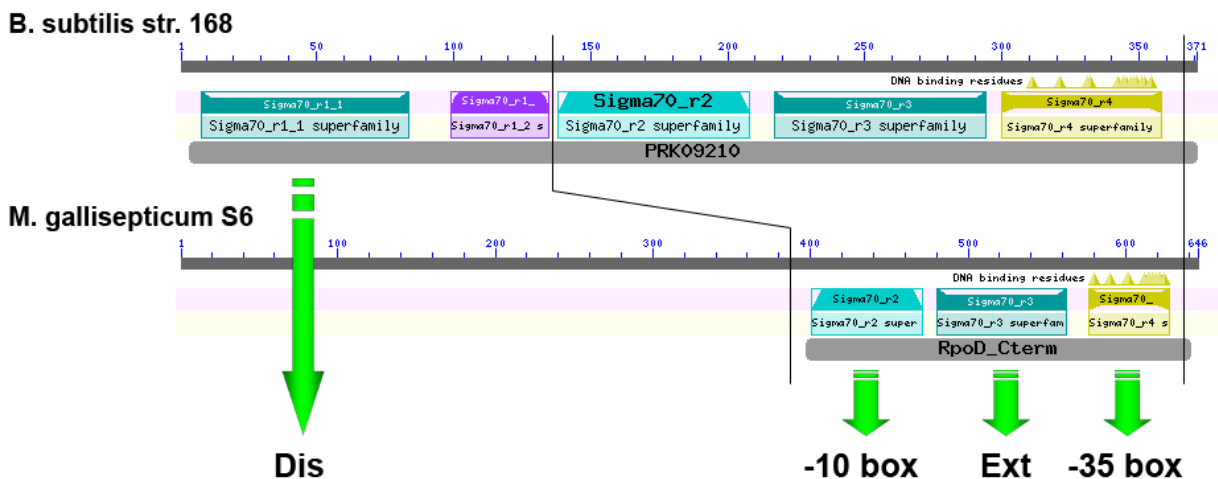 B. subtilis str. 168
1 50 100 150 200 250 300 350 371
DNA binding residues
Sigma70_r1_1 Sigma70_r1_ Sigma70_r2 Sigma70_r3 Sigma70_r4
Sigma70_r1_1 superfamily Sigma70_r1_2 s Sigma70_r2 superfamily Sigma70_r3 superfamily Sigma70_r4 superfamily
PRK09210
M. gallisepticum S6
1 100 200 300 400 500 600 646
DNA binding residues
Sigma70_r2 Sigma70_r3 Sigma70_
Sigma70_r2 super Sigma70_r3 superfam Sigma70_r4 s
RpoD_Cterm
Dis -10 box Ext -35 box